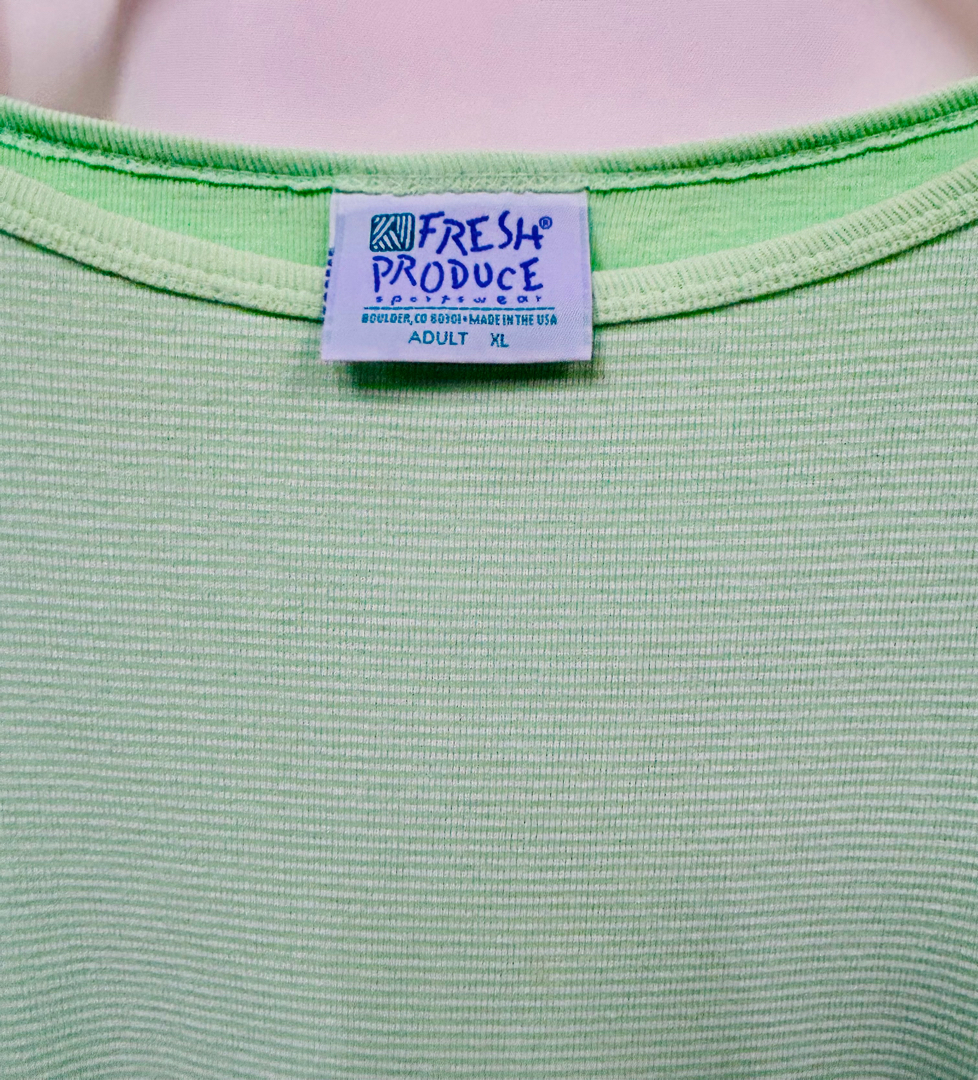 FRESH®
PRODUCE
sportswear
BOULDER, CO 80301 • MADE IN THE USA
ADULT XL